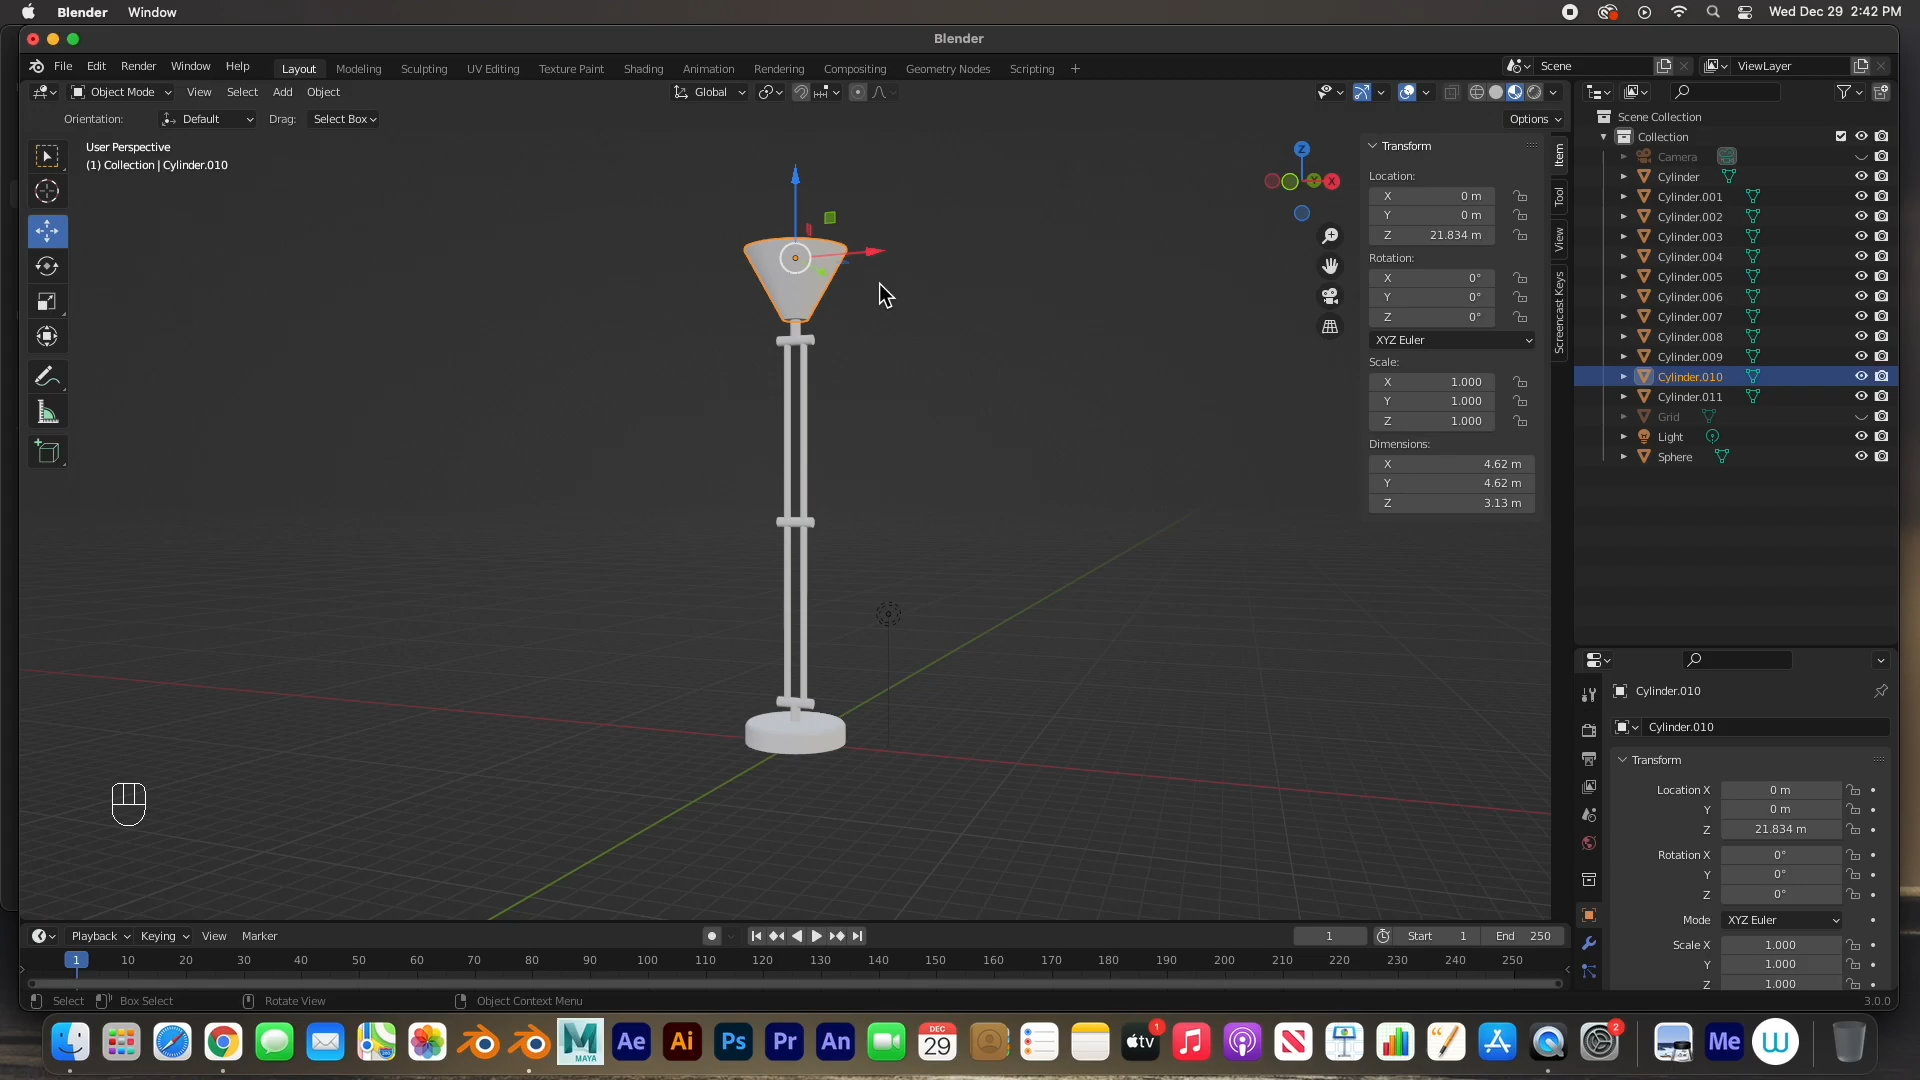 Blender Window Wed Dec 29 2:42 PM
Blender
File Edit Render Window Help Layout Modeling Sculpting UV Editing Texture Paint Shading Animation Rendering Compositing Geometry Nodes Scripting + Scene ViewLayer
Object Mode View Select Add Object Global
Orientation: Default Drag: Select Box Options
User Perspective
(1) Collection | Cylinder.010
Z
X
Y
Transform
Location:
X 0 m
Y 0 m
Z 21.834 m
Rotation:
X 0°
Y 0°
Z 0°
XYZ Euler
Scale:
X 1.000
Y 1.000
Z 1.000
Dimensions:
X 4.62 m
Y 4.62 m
Z 3.13 m
Item
Tool
View
Screencast Keys
Scene Collection
Collection
Camera
Cylinder
Cylinder.001
Cylinder.002
Cylinder.003
Cylinder.004
Cylinder.005
Cylinder.006
Cylinder.007
Cylinder.008
Cylinder.009
Cylinder.010
Cylinder.011
Grid
Light
Sphere
Cylinder.010
Cylinder.010
Transform
Location X 0 m
Y 0 m
Z 21.834 m
Rotation X 0°
Y 0°
Z 0°
Mode XYZ Euler
Scale X 1.000
Y 1.000
Z 1.000
Playback Keying View Marker 1 Start 1 End 250
1 10 20 30 40 50 60 70 80 90 100 110 120 130 140 150 160 170 180 190 200 210 220 230 240 250
Select Box Select Rotate View Object Context Menu 3.0.0
MAYA Ae Ai Ps Pr An DEC 29 tv 1 2 Me W